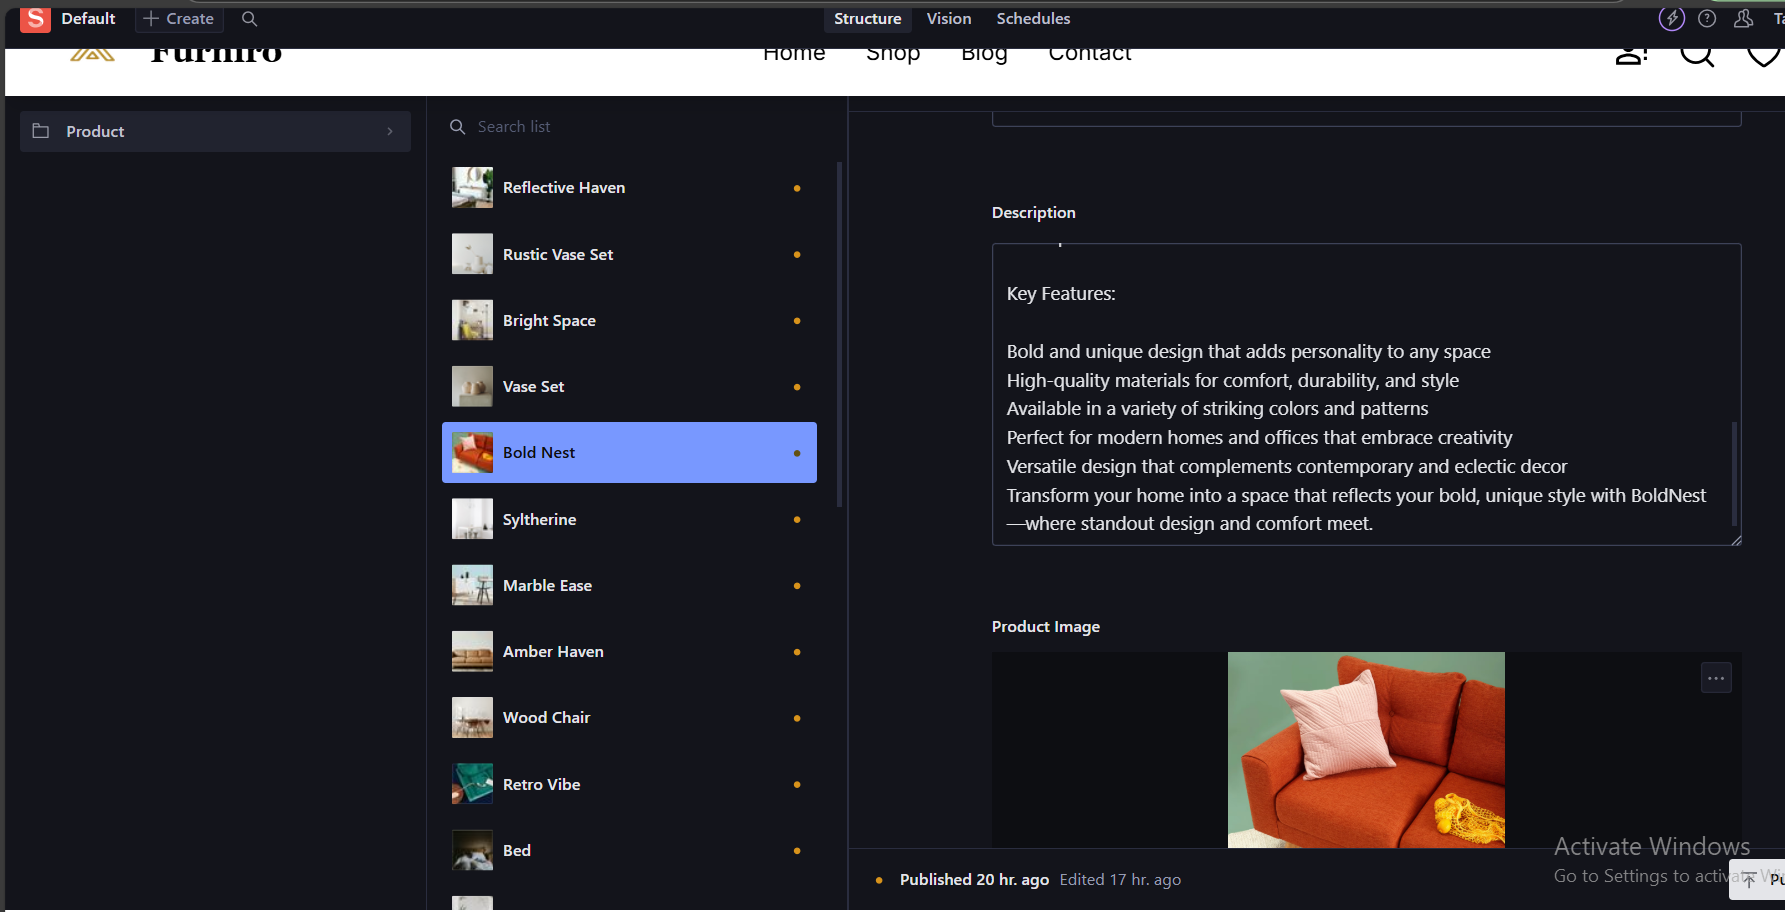 S Default + Create Structure Vision Schedules
Furniro Home Shop Blog Contact
Product
Search list
Reflective Haven
Rustic Vase Set
Bright Space
Vase Set
Bold Nest
Syltherine
Marble Ease
Amber Haven
Wood Chair
Retro Vibe
Bed
Description
Key Features:
Bold and unique design that adds personality to any space
High-quality materials for comfort, durability, and style
Available in a variety of striking colors and patterns
Perfect for modern homes and offices that embrace creativity
Versatile design that complements contemporary and eclectic decor
Transform your home into a space that reflects your bold, unique style with BoldNest
—where standout design and comfort meet.
Product Image
Published 20 hr. ago Edited 17 hr. ago
Activate Windows
Go to Settings to activate